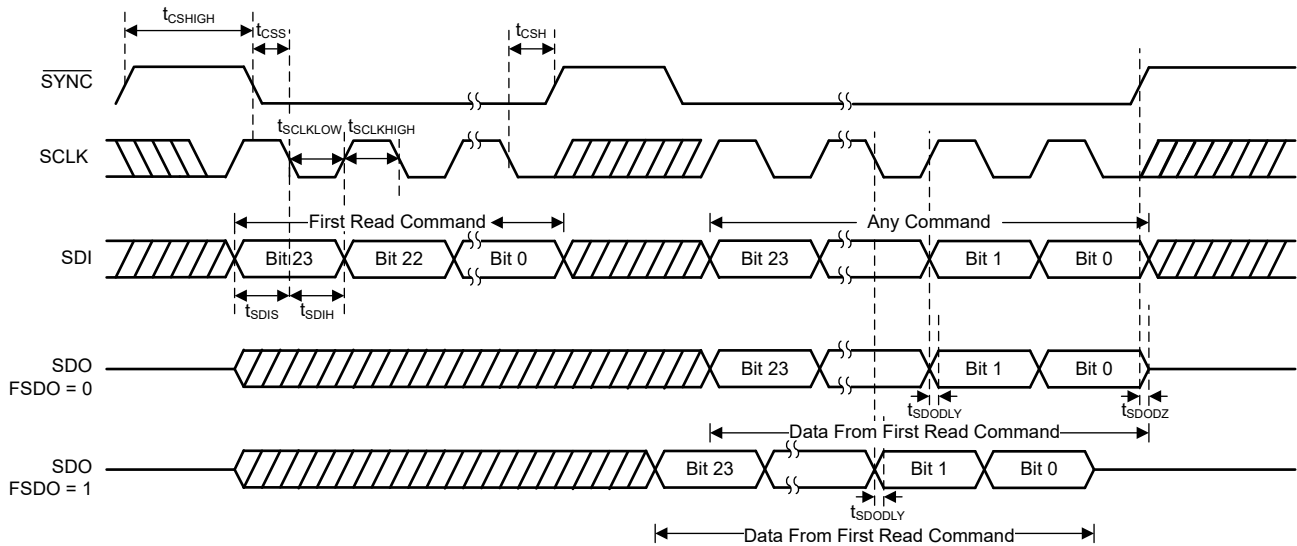 tCSHIGH
tCSS
tCSH
SYNC
tSCLKLOW tSCLKHIGH
SCLK
First Read Command Any Command
SDI Bit 23 Bit 22 Bit 0 Bit 23 Bit 1 Bit 0
tSDIS tSDIH
SDO
FSDO = 0
Bit 23 Bit 1 Bit 0
tSDODLY tSDODZ
Data From First Read Command
SDO
FSDO = 1
Bit 23 Bit 1 Bit 0
tSDODLY
Data From First Read Command